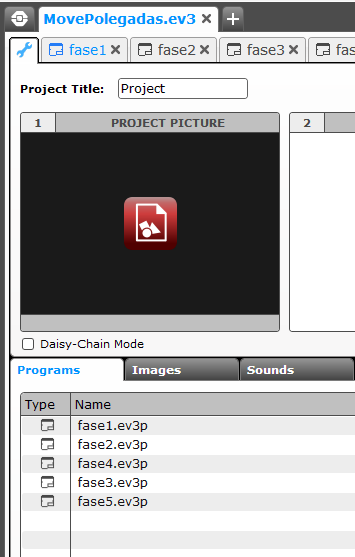 MovePolegadas.ev3
fase1 fase2 fase3
Project Title: Project
1 PROJECT PICTURE 2
Daisy-Chain Mode
Programs Images Sounds
Type Name
fase1.ev3p
fase2.ev3p
fase4.ev3p
fase3.ev3p
fase5.ev3p